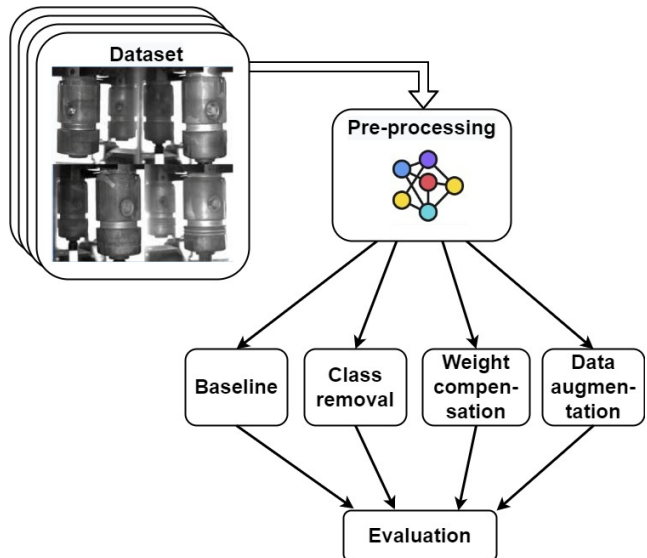 Dataset
Pre-processing
Baseline
Class
removal
Weight
compen-
sation
Data
augmen-
tation
Evaluation